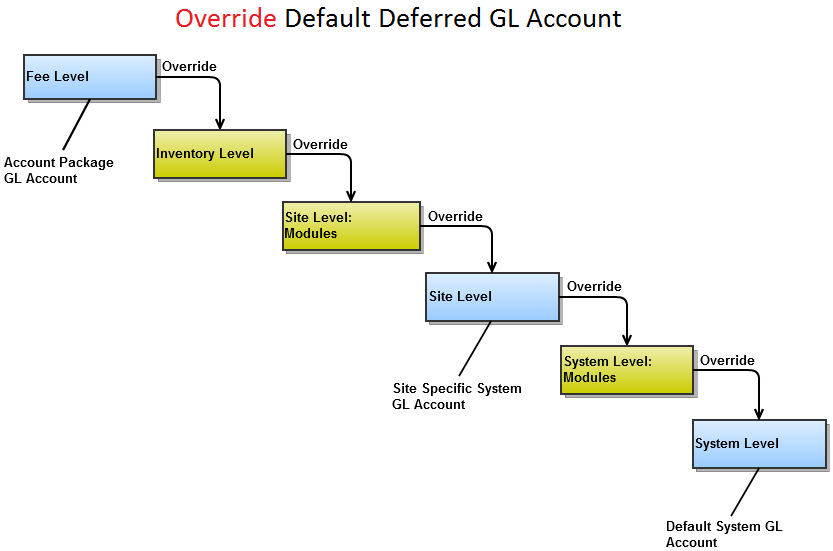 Override Default Deferred GL Account
Fee Level
Override
Account Package
GL Account
Inventory Level
Override
Site Level:
Modules
Override
Site Level
Override
Site Specific System
GL Account
System Level:
Modules
Override
System Level
Default System GL
Account